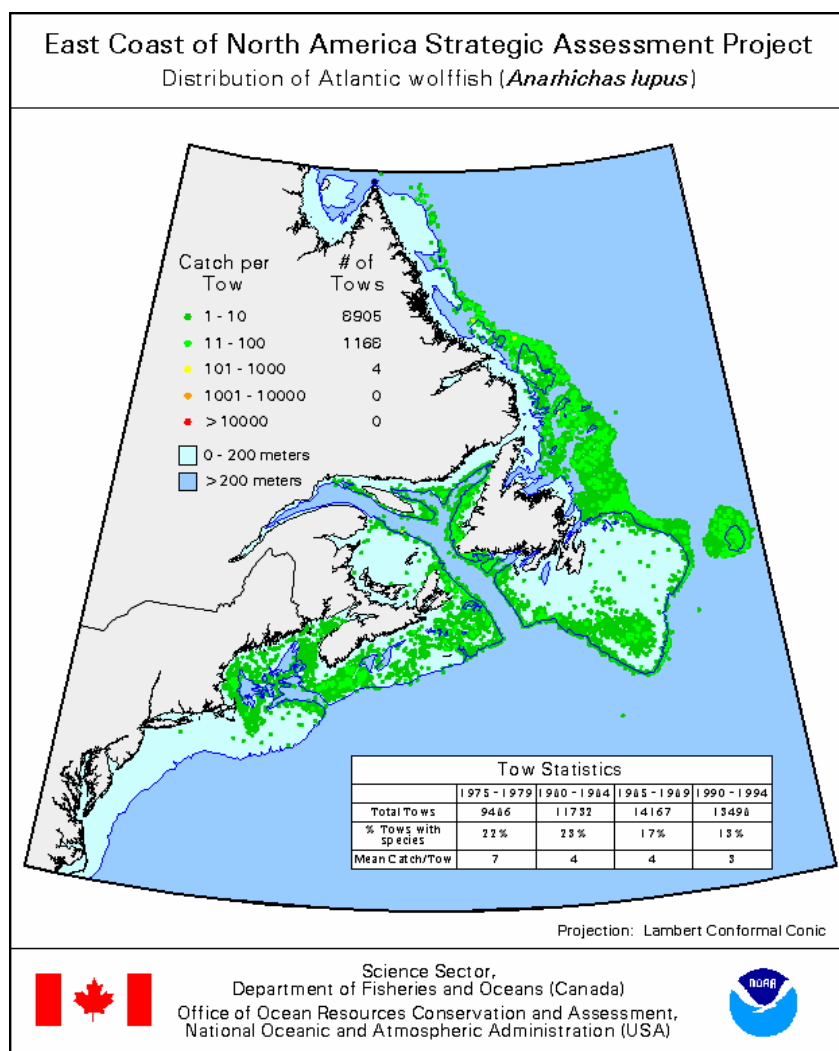 East Coast of North America Strategic Assessment Project
Distribution of Atlantic wolffish (Anarhichas lupus)
Catch per Tow # of Tows
1 - 10 8905
11 - 100 1168
101 - 1000 4
1001 - 10000 0
> 10000 0
0 - 200 meters
> 200 meters
Tow Statistics
1975 - 1979 1980 - 1984 1985 - 1989 1990 - 1994
Total Tows 9486 11732 14167 13498
% Tows with species 22% 23% 17% 13%
Mean Catch/Tow 7 4 4 3
Projection: Lambert Conformal Conic
Science Sector,
Department of Fisheries and Oceans (Canada)
Office of Ocean Resources Conservation and Assessment,
National Oceanic and Atmospheric Administration (USA)
NOAA